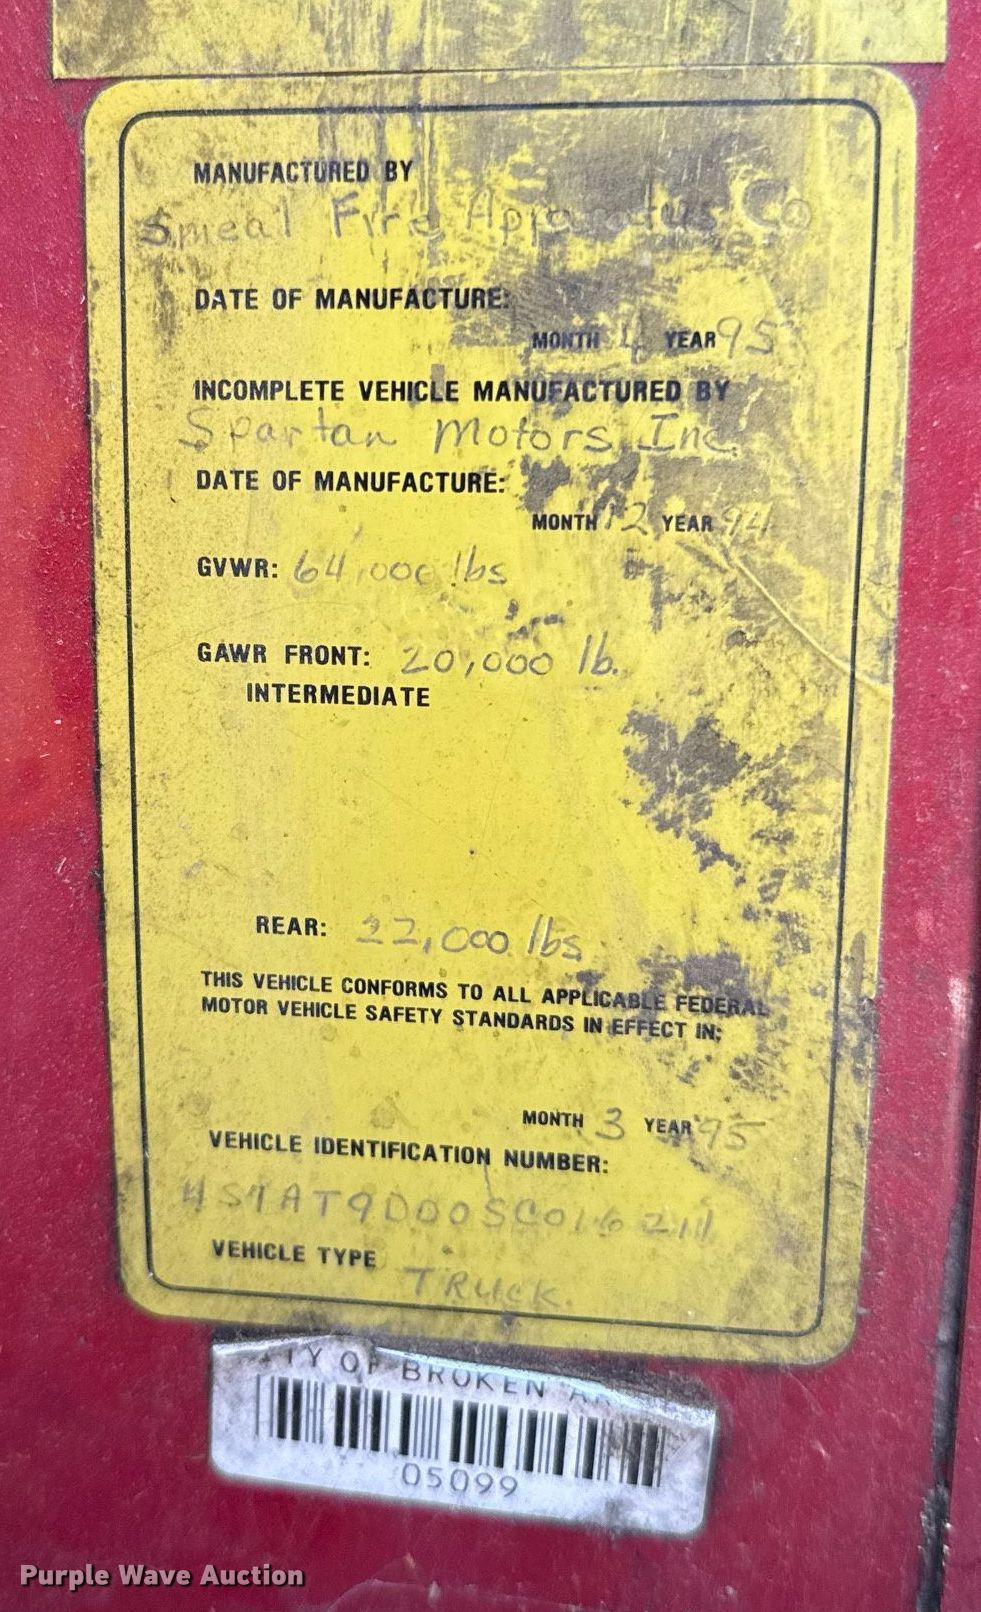 MANUFACTURED BY
Smeal Fire Apparatus Co
DATE OF MANUFACTURE:
MONTH 4 YEAR 95
INCOMPLETE VEHICLE MANUFACTURED BY
Spartan Motors, Inc.
DATE OF MANUFACTURE:
MONTH 12 YEAR 94
GVWR: 64,000 lbs
GAWR FRONT: 20,000 lb.
INTERMEDIATE
REAR: 22,000 lbs
THIS VEHICLE CONFORMS TO ALL APPLICABLE FEDERAL
MOTOR VEHICLE SAFETY STANDARDS IN EFFECT IN:
MONTH 3 YEAR 95
VEHICLE IDENTIFICATION NUMBER:
4S7AT9D00SC016211
VEHICLE TYPE
TRUCK.
CITY OF BROKEN
05099
Purple Wave Auction